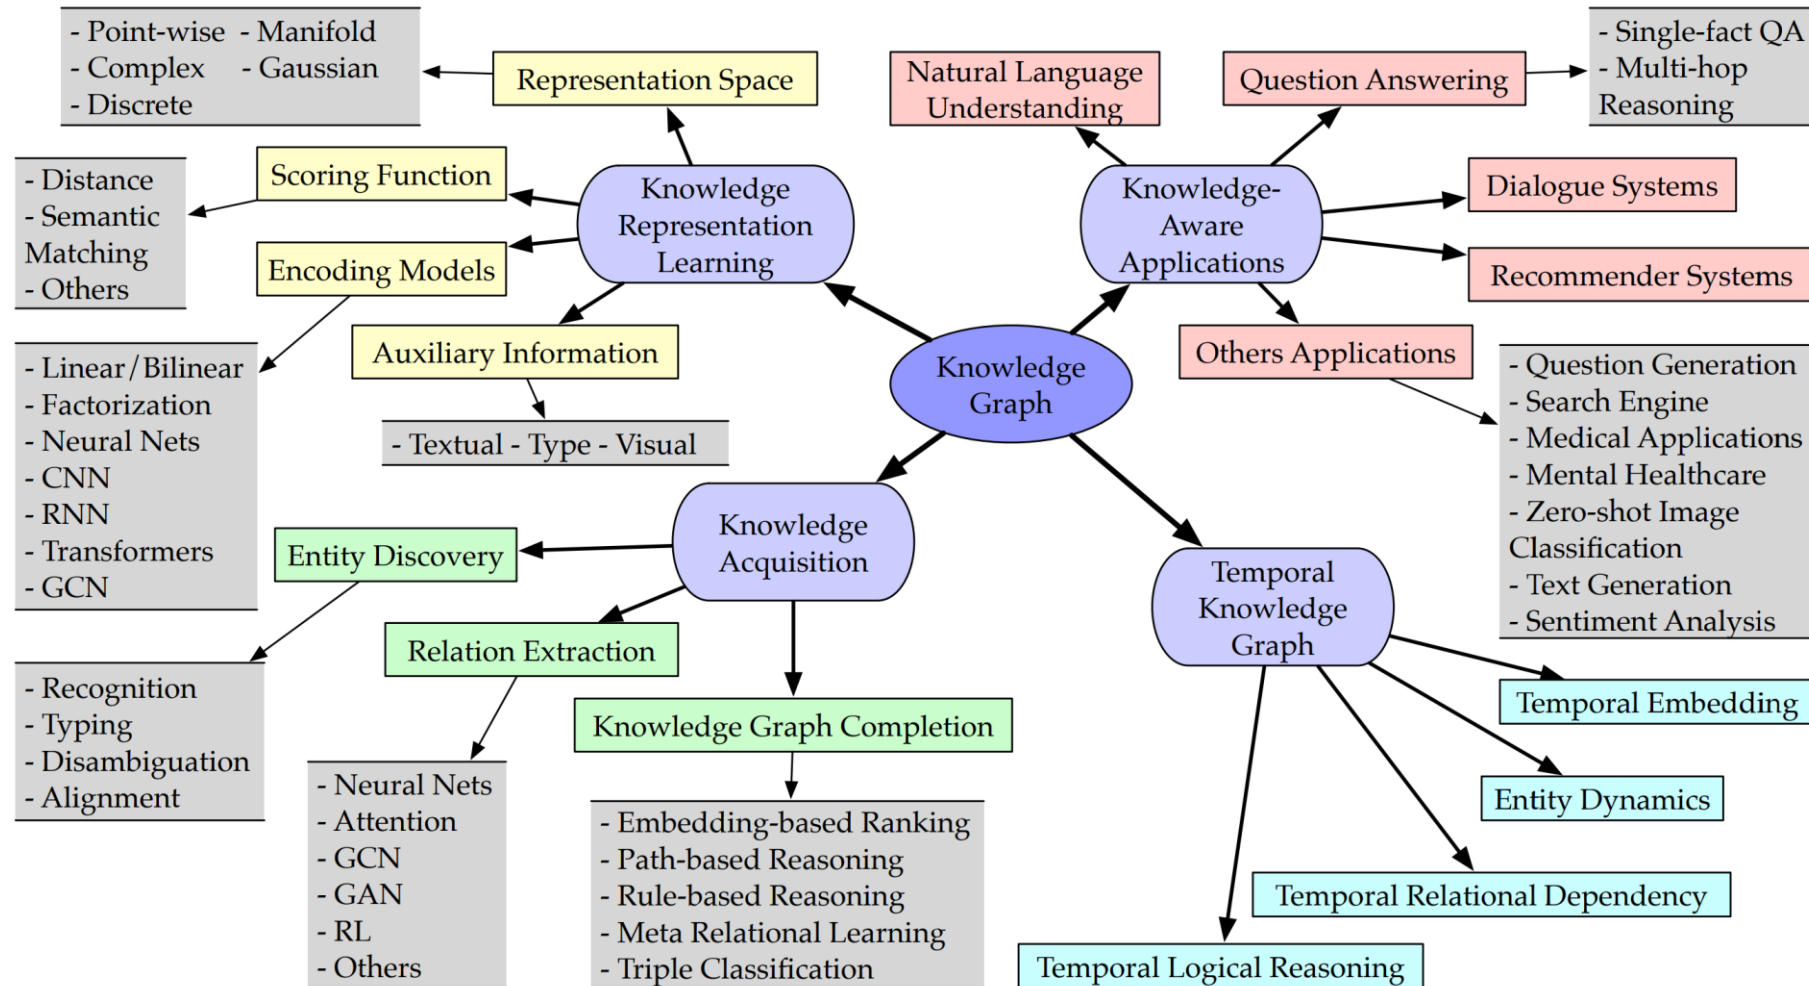 - Point-wise - Manifold
- Complex - Gaussian
- Discrete
Representation Space
Natural Language
Understanding
Question Answering
- Single-fact QA
- Multi-hop
Reasoning
- Distance
- Semantic
Matching
- Others
Scoring Function
Encoding Models
Knowledge
Representation
Learning
Knowledge-
Aware
Applications
Dialogue Systems
Recommender Systems
Auxiliary Information
Others Applications
Knowledge
Graph
- Linear/Bilinear
- Factorization
- Neural Nets
- CNN
- RNN
- Transformers
- GCN
- Textual - Type - Visual
- Question Generation
- Search Engine
- Medical Applications
- Mental Healthcare
- Zero-shot Image
Classification
- Text Generation
- Sentiment Analysis
Knowledge
Acquisition
Entity Discovery
Relation Extraction
Knowledge Graph Completion
Temporal
Knowledge
Graph
- Recognition
- Typing
- Disambiguation
- Alignment
- Neural Nets
- Attention
- GCN
- GAN
- RL
- Others
- Embedding-based Ranking
- Path-based Reasoning
- Rule-based Reasoning
- Meta Relational Learning
- Triple Classification
Temporal Embedding
Entity Dynamics
Temporal Relational Dependency
Temporal Logical Reasoning